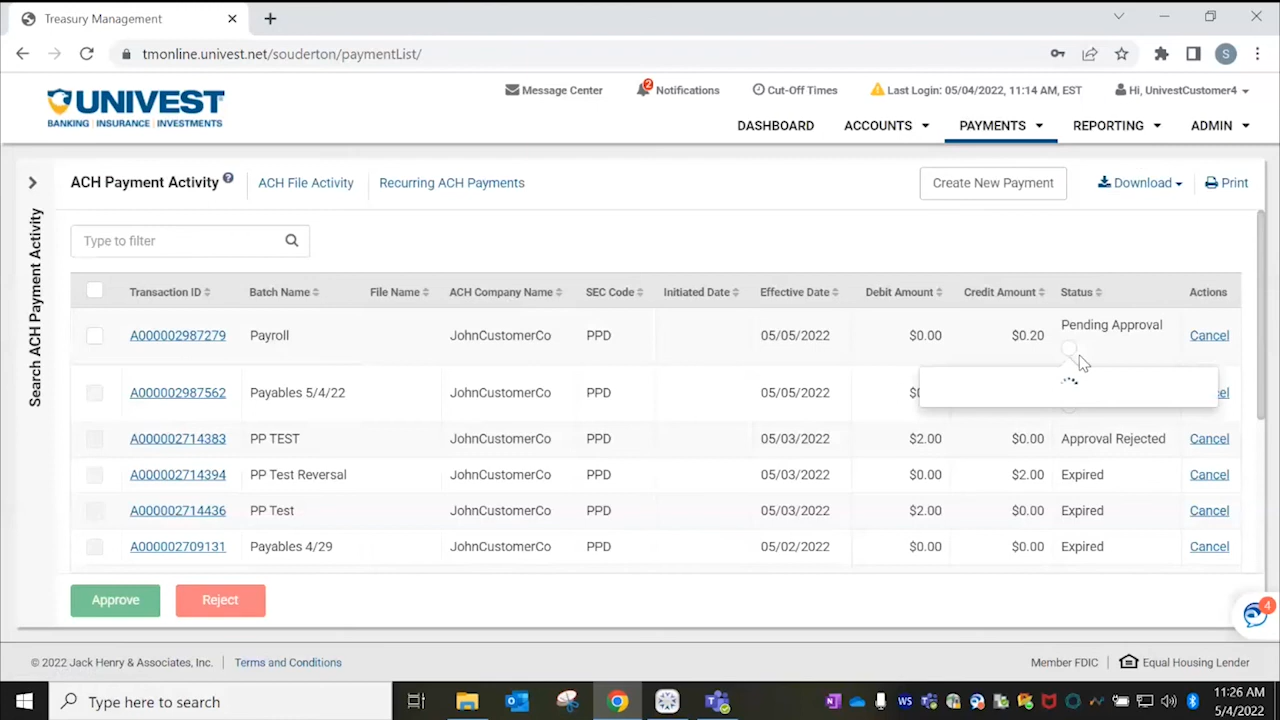 Treasury Management
tmonline.univest.net/souderton/paymentList/
S
UNIVEST
BANKING | INSURANCE | INVESTMENTS
Message Center
2
Notifications
Cut-Off Times
Last Login: 05/04/2022, 11:14 AM, EST
Hi, UnivestCustomer4
DASHBOARD ACCOUNTS PAYMENTS REPORTING ADMIN
ACH Payment Activity ACH File Activity Recurring ACH Payments Create New Payment Download Print
Search ACH Payment Activity
Type to filter
Transaction ID Batch Name File Name ACH Company Name SEC Code Initiated Date Effective Date Debit Amount Credit Amount Status Actions
A000002987279 Payroll JohnCustomerCo PPD 05/05/2022 $0.00 $0.20 Pending Approval Cancel
A000002987562 Payables 5/4/22 JohnCustomerCo PPD 05/05/2022
A000002714383 PP TEST JohnCustomerCo PPD 05/03/2022 $2.00 $0.00 Approval Rejected Cancel
A000002714394 PP Test Reversal JohnCustomerCo PPD 05/03/2022 $0.00 $2.00 Expired Cancel
A000002714436 PP Test JohnCustomerCo PPD 05/03/2022 $2.00 $0.00 Expired Cancel
A000002709131 Payables 4/29 JohnCustomerCo PPD 05/02/2022 $0.00 $0.00 Expired Cancel
Approve Reject
4
© 2022 Jack Henry & Associates, Inc. | Terms and Conditions
Member FDIC | Equal Housing Lender
Type here to search
11:26 AM
5/4/2022